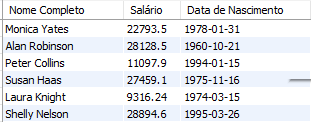 Nome Completo Salário Data de Nascimento
Monica Yates 22793.5 1978-01-31
Alan Robinson 28128.5 1960-10-21
Peter Collins 11097.9 1994-01-15
Susan Haas 27459.1 1975-11-16
Laura Knight 9316.24 1974-03-15
Shelly Nelson 28894.6 1995-03-26